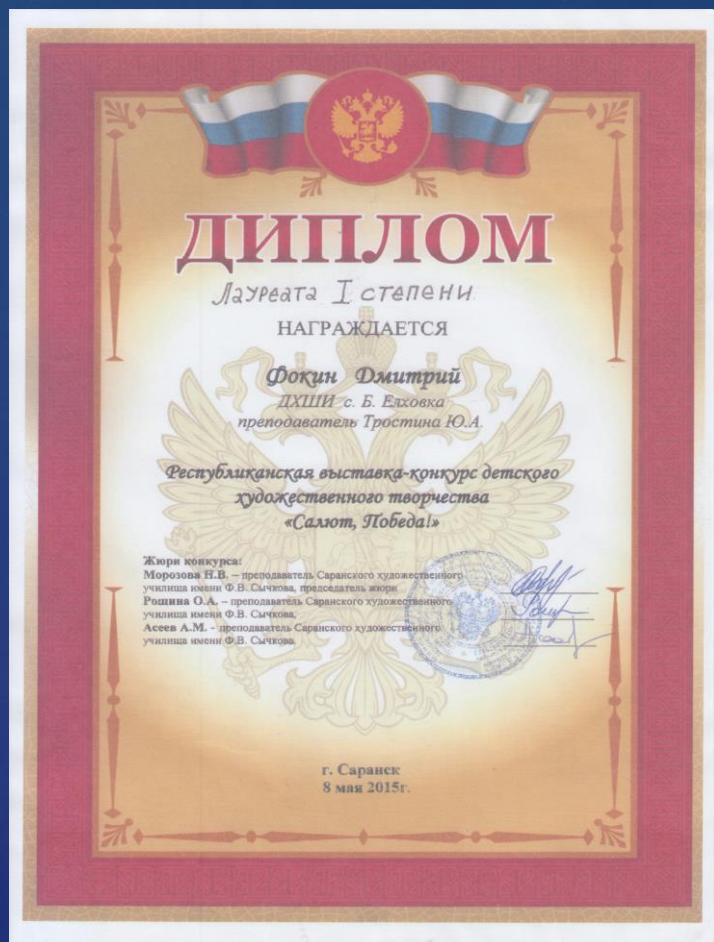 ДИПЛОМ
Лауреата I степени
НАГРАЖДАЕТСЯ
Фокин Дмитрий
ДХШИ с. Б. Елховка
преподаватель Тростина Ю.А.
Республиканская выставка-конкурс детского
художественного творчества
«Салют, Победа!»
Жюри конкурса:
Морозова Н.В. – преподаватель Саранского художественного
училища имени Ф.В. Сычкова, председатель жюри
Рошина О.А. – преподаватель Саранского художественного
училища имени Ф.В. Сычкова,
Асеев А.М. - преподаватель Саранского художественного
училища имени Ф.В. Сычкова.
г. Саранск
8 мая 2015г.